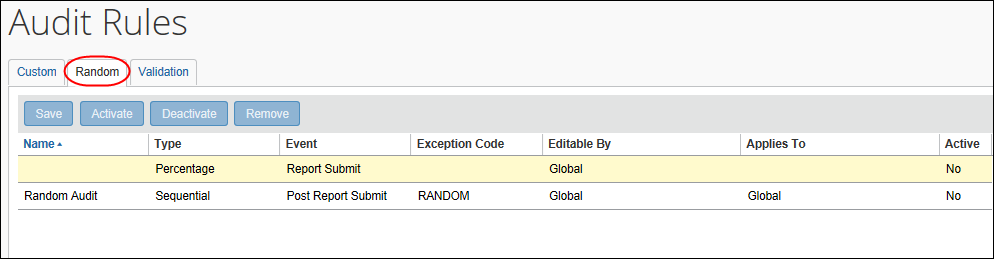 Audit Rules
Custom Random Validation
Save Activate Deactivate Remove
Name Type Event Exception Code Editable By Applies To Active
Percentage Report Submit Global No
Random Audit Sequential Post Report Submit RANDOM Global Global No